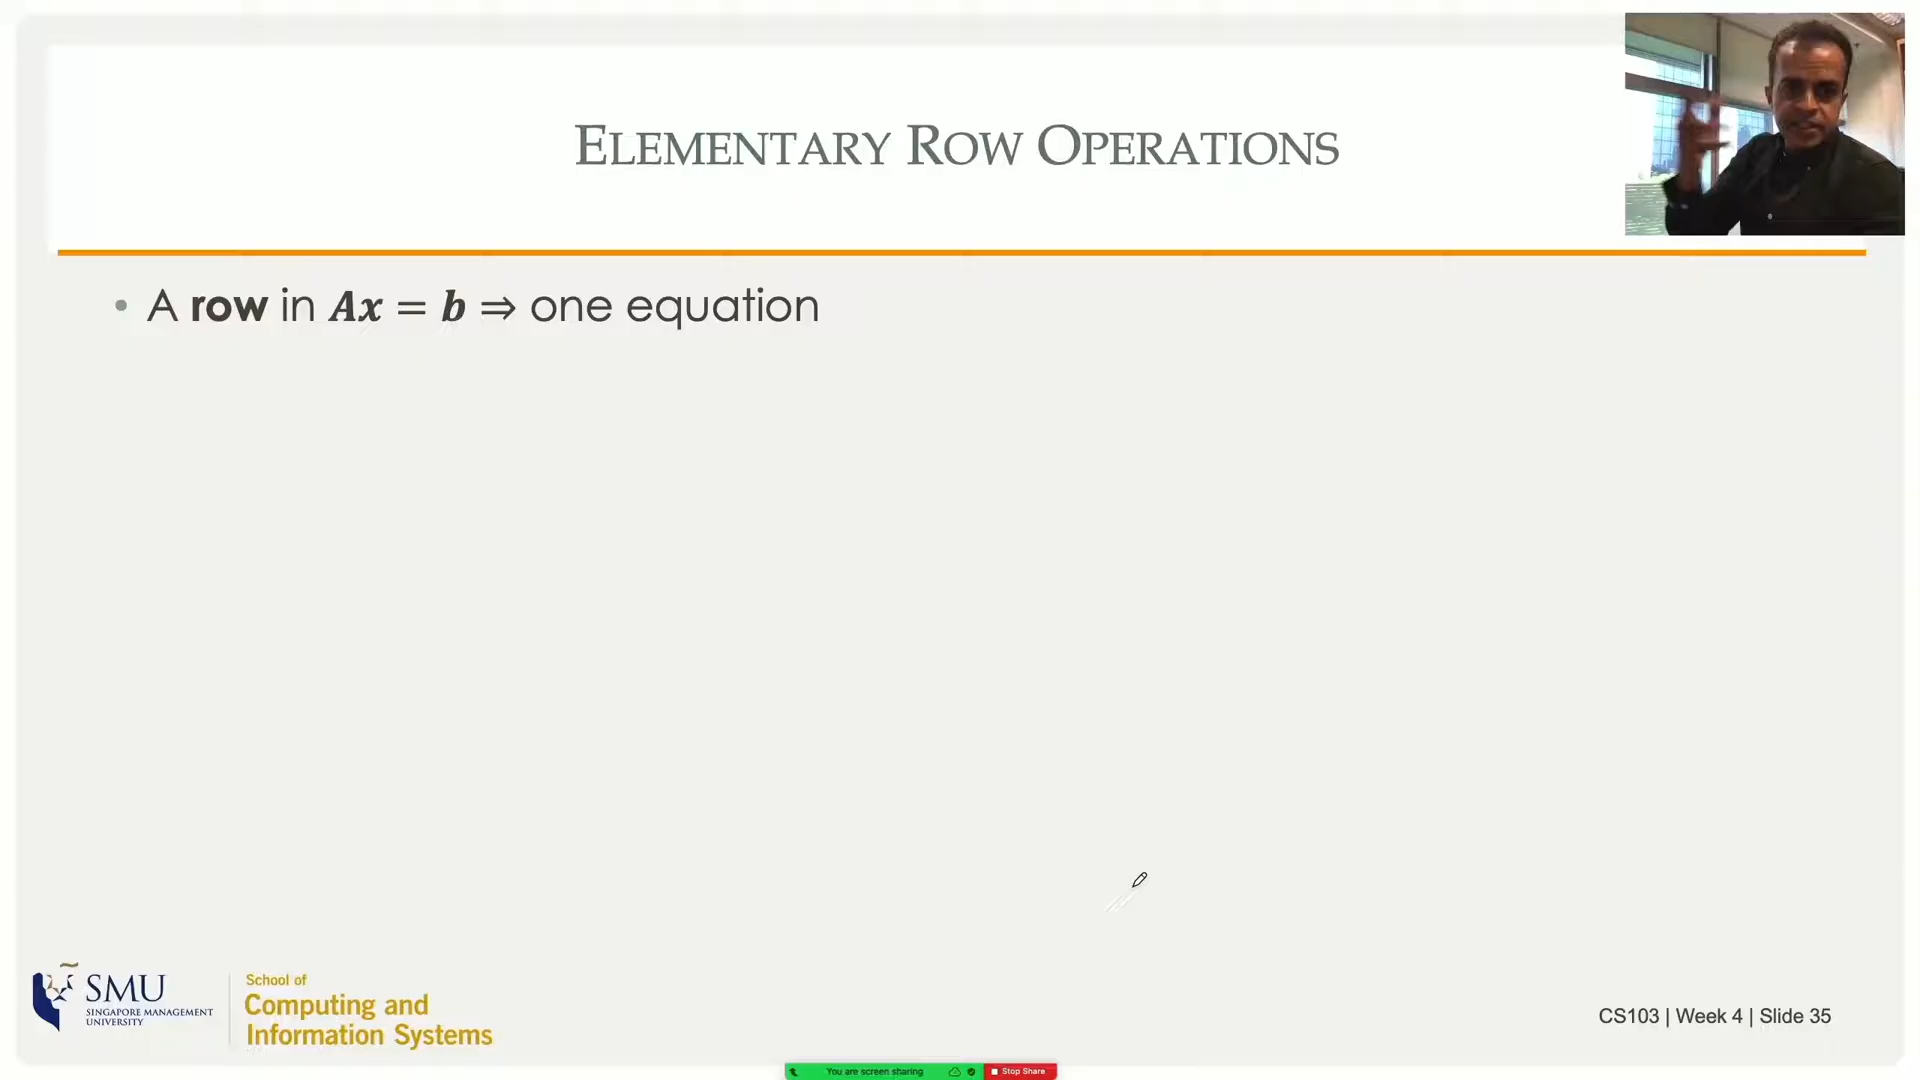 ELEMENTARY ROW OPERATIONS
• A row in Ax = b ⇒ one equation
SMU
SINGAPORE MANAGEMENT
UNIVERSITY
School of
Computing and
Information Systems
CS103 | Week 4 | Slide 35
You are screen sharing
Stop Share